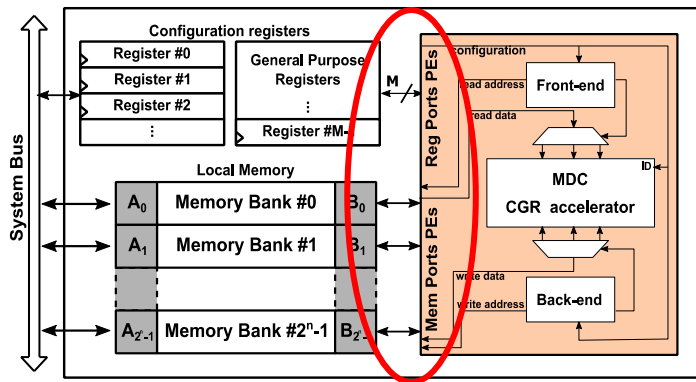 System Bus
Configuration registers
Register #0
Register #1
Register #2
⋮
General Purpose
Registers
⋮
Register #M-
M
Local Memory
A0 Memory Bank #0 B0
A1 Memory Bank #1 B1
A2n-1 Memory Bank #2n-1 B2
Reg Ports PEs
Mem Ports PEs
configuration
read address
read data
Front-end
ID
MDC
CGR accelerator
write data
write address
Back-end